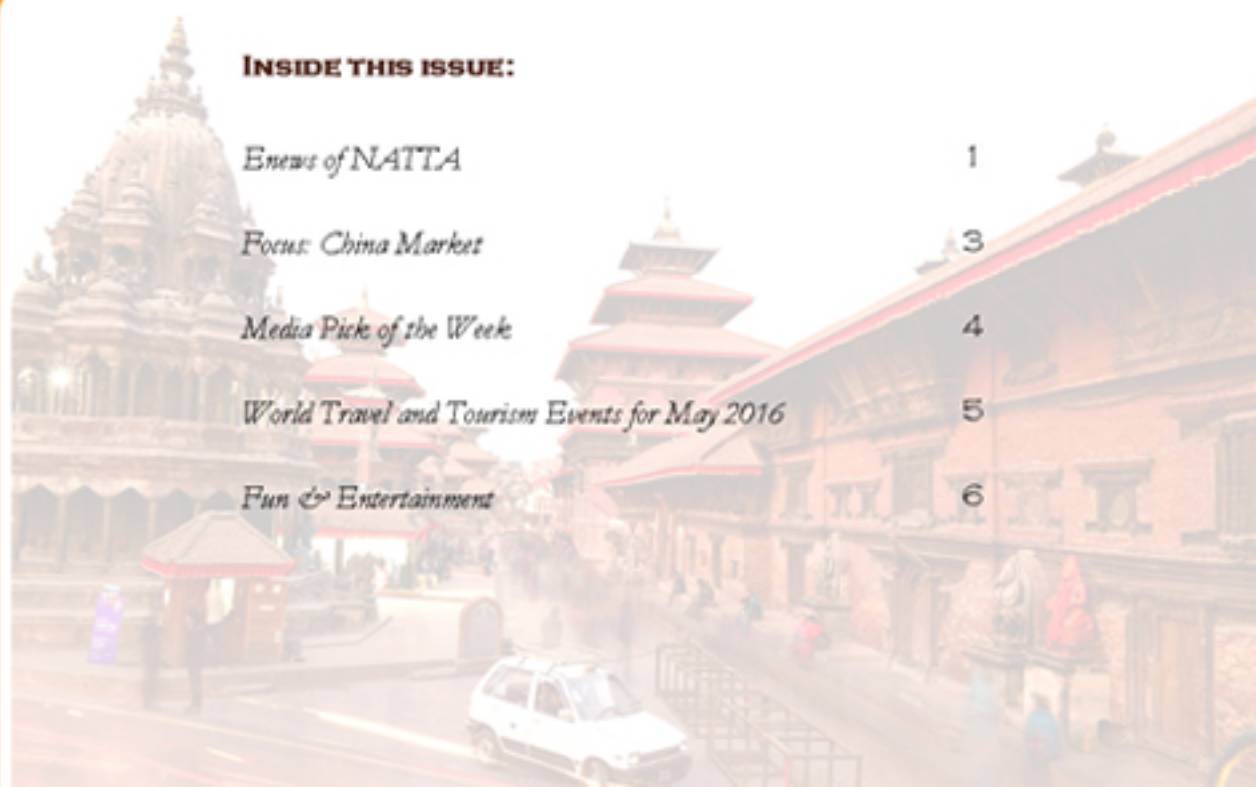 INSIDE THIS ISSUE:
Enews of NATTA 1
Focus: China Market 3
Media Pick of the Week 4
World Travel and Tourism Events for May 2016 5
Fun & Entertainment 6